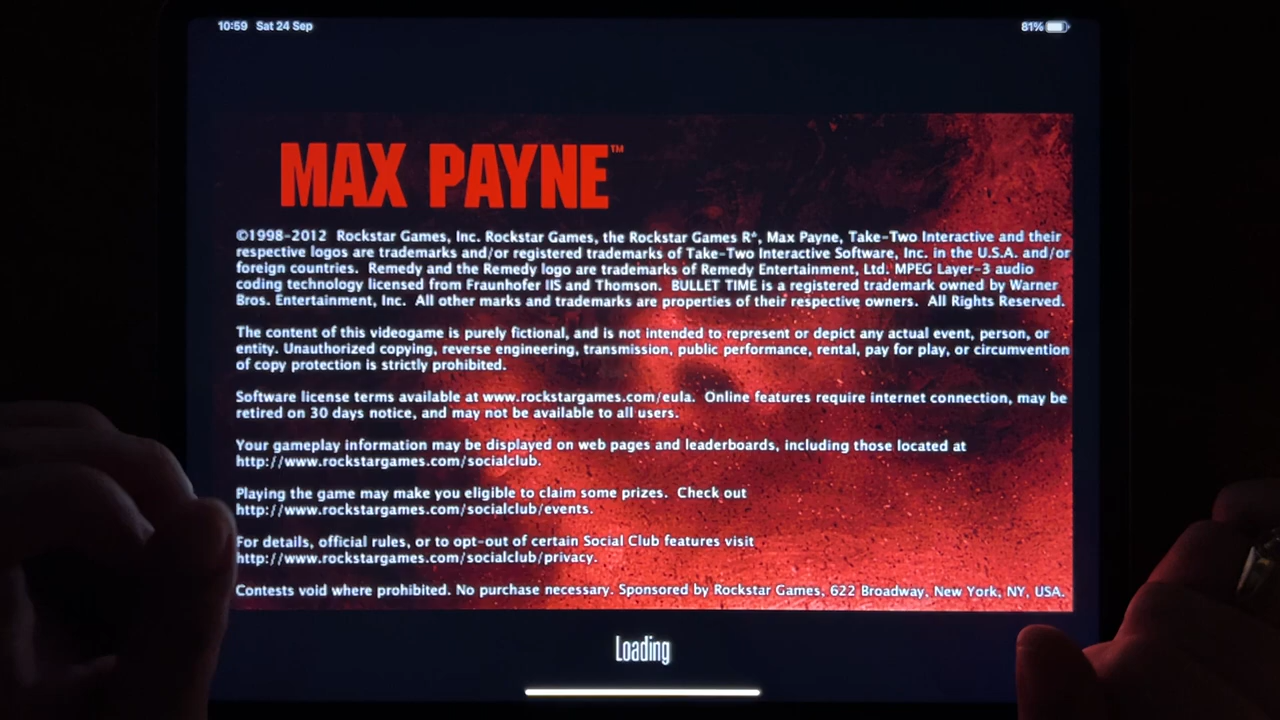 10:59 Sat 24 Sep 81%
MAX PAYNE™
©1998-2012 Rockstar Games, Inc. Rockstar Games, the Rockstar Games R*, Max Payne, Take-Two Interactive and their
respective logos are trademarks and/or registered trademarks of Take-Two Interactive Software, Inc. in the U.S.A. and/or
foreign countries. Remedy and the Remedy logo are trademarks of Remedy Entertainment, Ltd. MPEG Layer-3 audio
coding technology licensed from Fraunhofer IIS and Thomson. BULLET TIME is a registered trademark owned by Warner
Bros. Entertainment, Inc. All other marks and trademarks are properties of their respective owners. All Rights Reserved.
The content of this videogame is purely fictional, and is not intended to represent or depict any actual event, person, or
entity. Unauthorized copying, reverse engineering, transmission, public performance, rental, pay for play, or circumvention
of copy protection is strictly prohibited.
Software license terms available at www.rockstargames.com/eula. Online features require internet connection, may be
retired on 30 days notice, and may not be available to all users.
Your gameplay information may be displayed on web pages and leaderboards, including those located at
http://www.rockstargames.com/socialclub.
Playing the game may make you eligible to claim some prizes. Check out
http://www.rockstargames.com/socialclub/events.
For details, official rules, or to opt-out of certain Social Club features visit
http://www.rockstargames.com/socialclub/privacy.
Contests void where prohibited. No purchase necessary. Sponsored by Rockstar Games, 622 Broadway, New York, NY, USA.
Loading